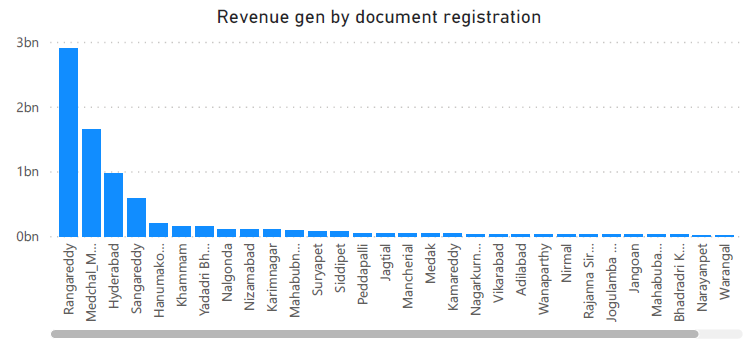 Revenue gen by document registration
3bn
2bn
1bn
0bn
Rangareddy
Medchal_M...
Hyderabad
Sangareddy
Hanumako...
Khammam
Yadadri Bh...
Nalgonda
Nizamabad
Karimnagar
Mahabubn...
Suryapet
Siddipet
Peddapalli
Jagtial
Mancherial
Medak
Kamareddy
Nagarkurn...
Vikarabad
Adilabad
Wanaparthy
Nirmal
Rajanna Sir...
Jogulamba ...
Jangoan
Mahabuba...
Bhadradri K...
Narayanpet
Warangal